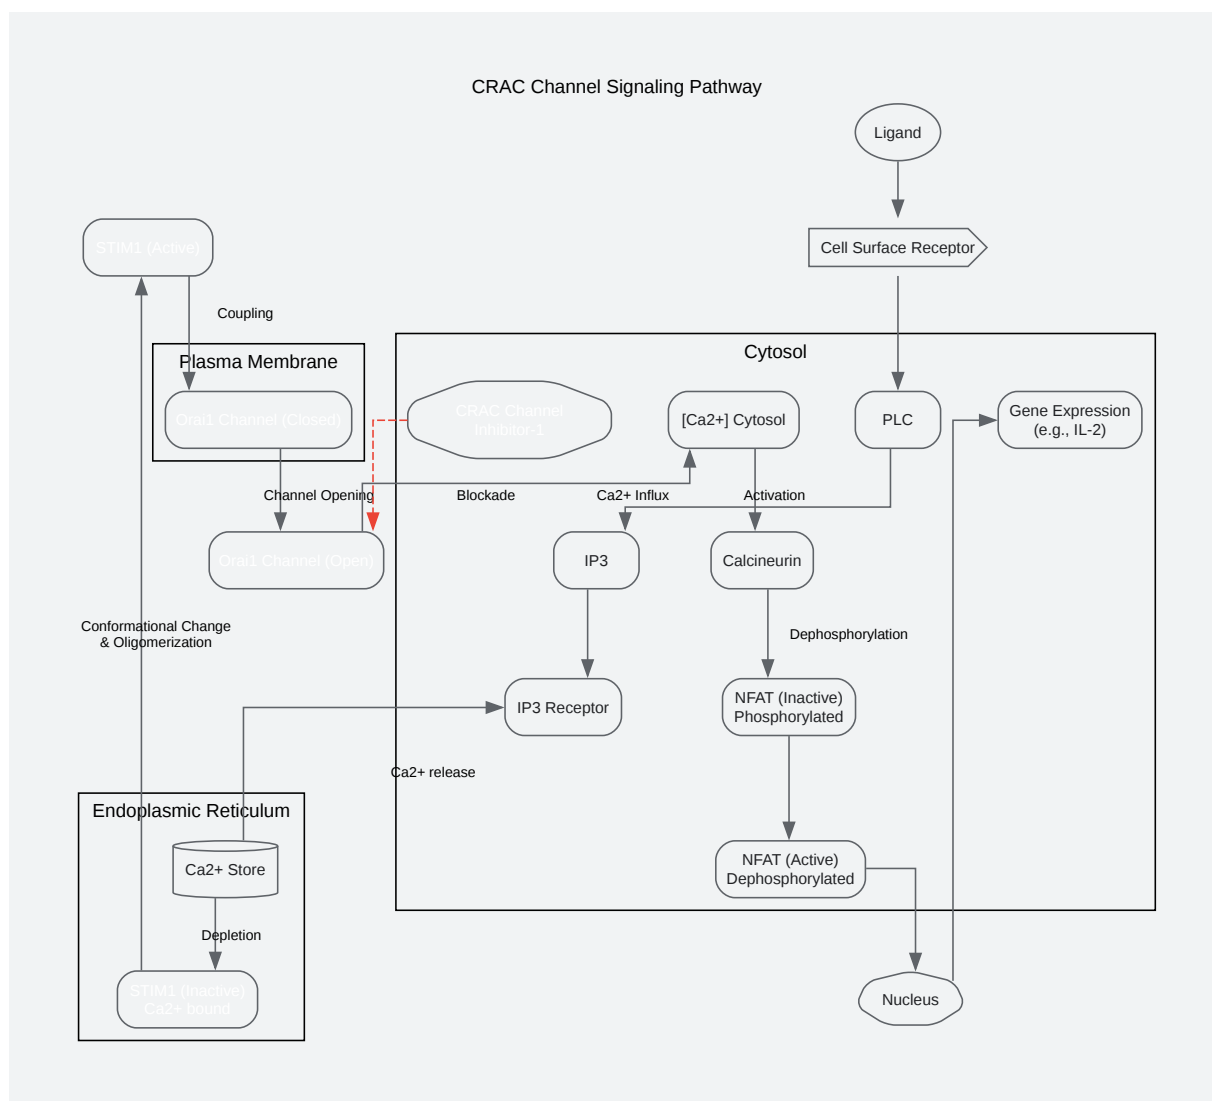 CRAC Channel Signaling Pathway
Ligand
STIM1 (Active)
Cell Surface Receptor
Coupling
Plasma Membrane
Cytosol
Orai1 Channel (Closed)
CRAC Channel
Inhibitor-1
[Ca2+] Cytosol
PLC
Gene Expression
(e.g., IL-2)
Channel Opening
Blockade
Ca2+ Influx
Activation
Orai1 Channel (Open)
IP3
Calcineurin
Conformational Change
& Oligomerization
Dephosphorylation
IP3 Receptor
NFAT (Inactive)
Phosphorylated
Ca2+ release
Endoplasmic Reticulum
Ca2+ Store
NFAT (Active)
Dephosphorylated
Depletion
STIM1 (Inactive)
Ca2+ bound
Nucleus